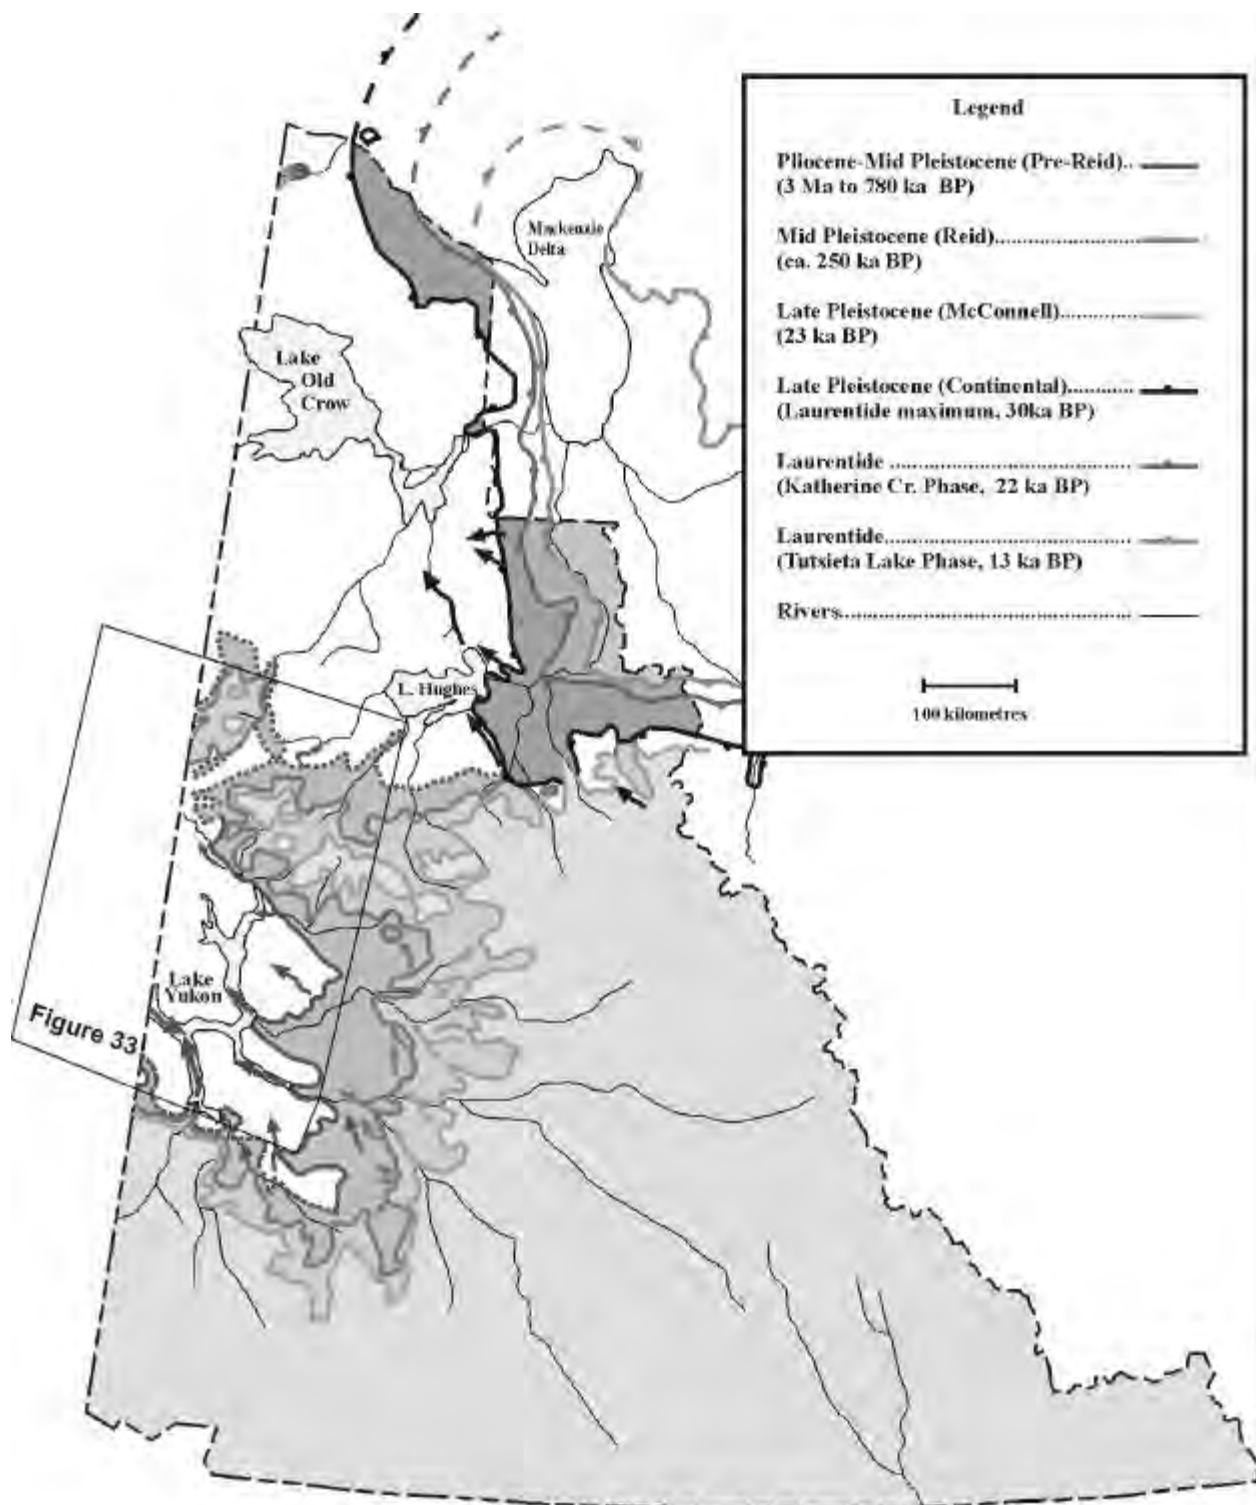 Legend
Pliocene-Mid Pleistocene (Pre-Reid)..
(3 Ma to 780 ka BP)
Mid Pleistocene (Reid)........................
(ca. 250 ka BP)
Late Pleistocene (McConnell)..............
(23 ka BP)
Late Pleistocene (Continental)............
(Laurentide maximum, 30ka BP)
Laurentide ............................................
(Katherine Cr. Phase, 22 ka BP)
Laurentide.............................................
(Tutsieta Lake Phase, 13 ka BP)
Rivers.....................................................
100 kilometres
Mackenzie
Delta
Lake
Old
Crow
L. Hughes
Lake
Yukon
Figure 33